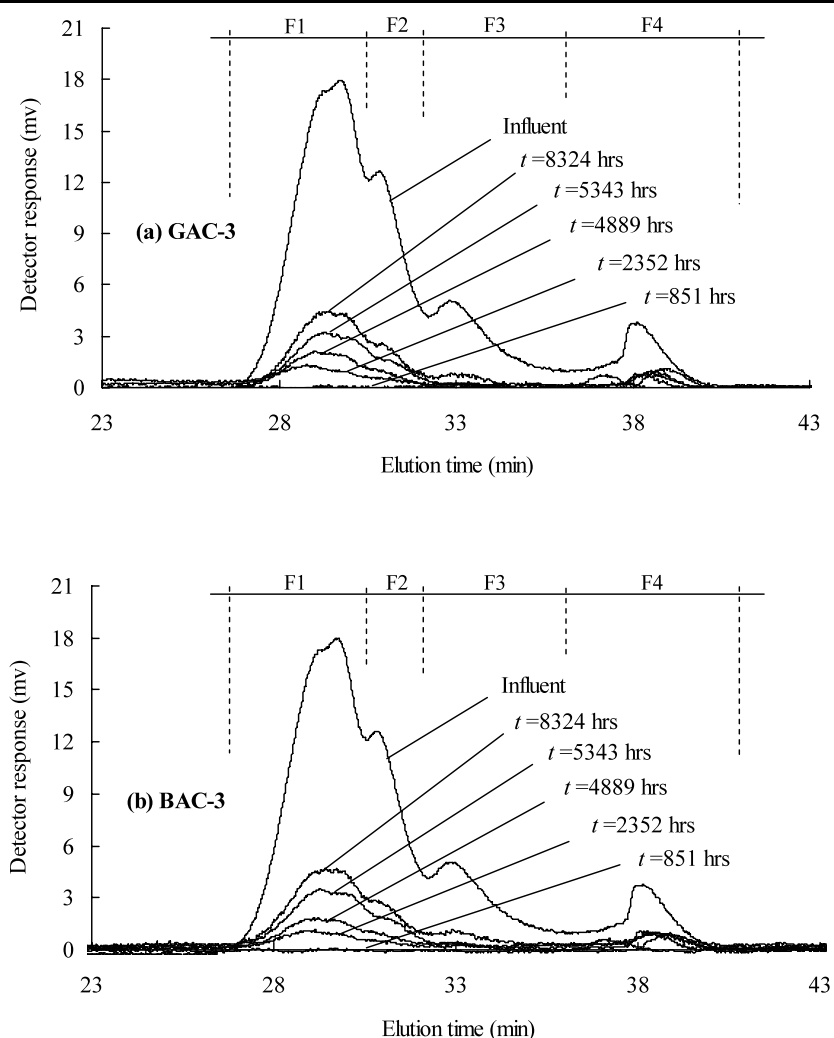 21
F1 F2 F3 F4
18
Influent
15
t=8324 hrs
t=5343 hrs
12
t=4889 hrs
9
(a) GAC-3
t=2352 hrs
6
t=851 hrs
3
0
Detector response (mv)
23 28 33 38 43
Elution time (min)
21
F1 F2 F3 F4
18
Influent
15
t=8324 hrs
t=5343 hrs
12
t=4889 hrs
9
(b) BAC-3
t=2352 hrs
6
t=851 hrs
3
0
Detector response (mv)
23 28 33 38 43
Elution time (min)